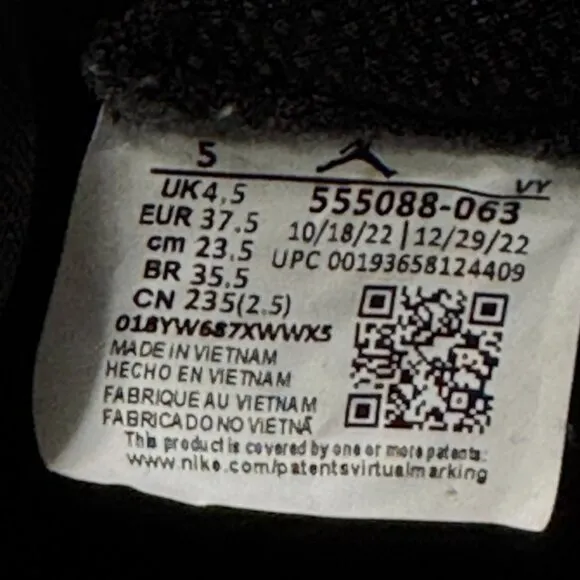 5
VY
UK 4.5
EUR 37.5
cm 23.5
BR 35.5
CN 235(2.5)
555088-063
10/18/22 | 12/29/22
UPC 00193658124409
018YW687XWWX5
MADE IN VIETNAM
HECHO EN VIETNAM
FABRIQUE AU VIETNAM
FABRICADO NO VIETNÃ
This product is covered by one or more patents:
www.nike.com/patentsvirtualmarking